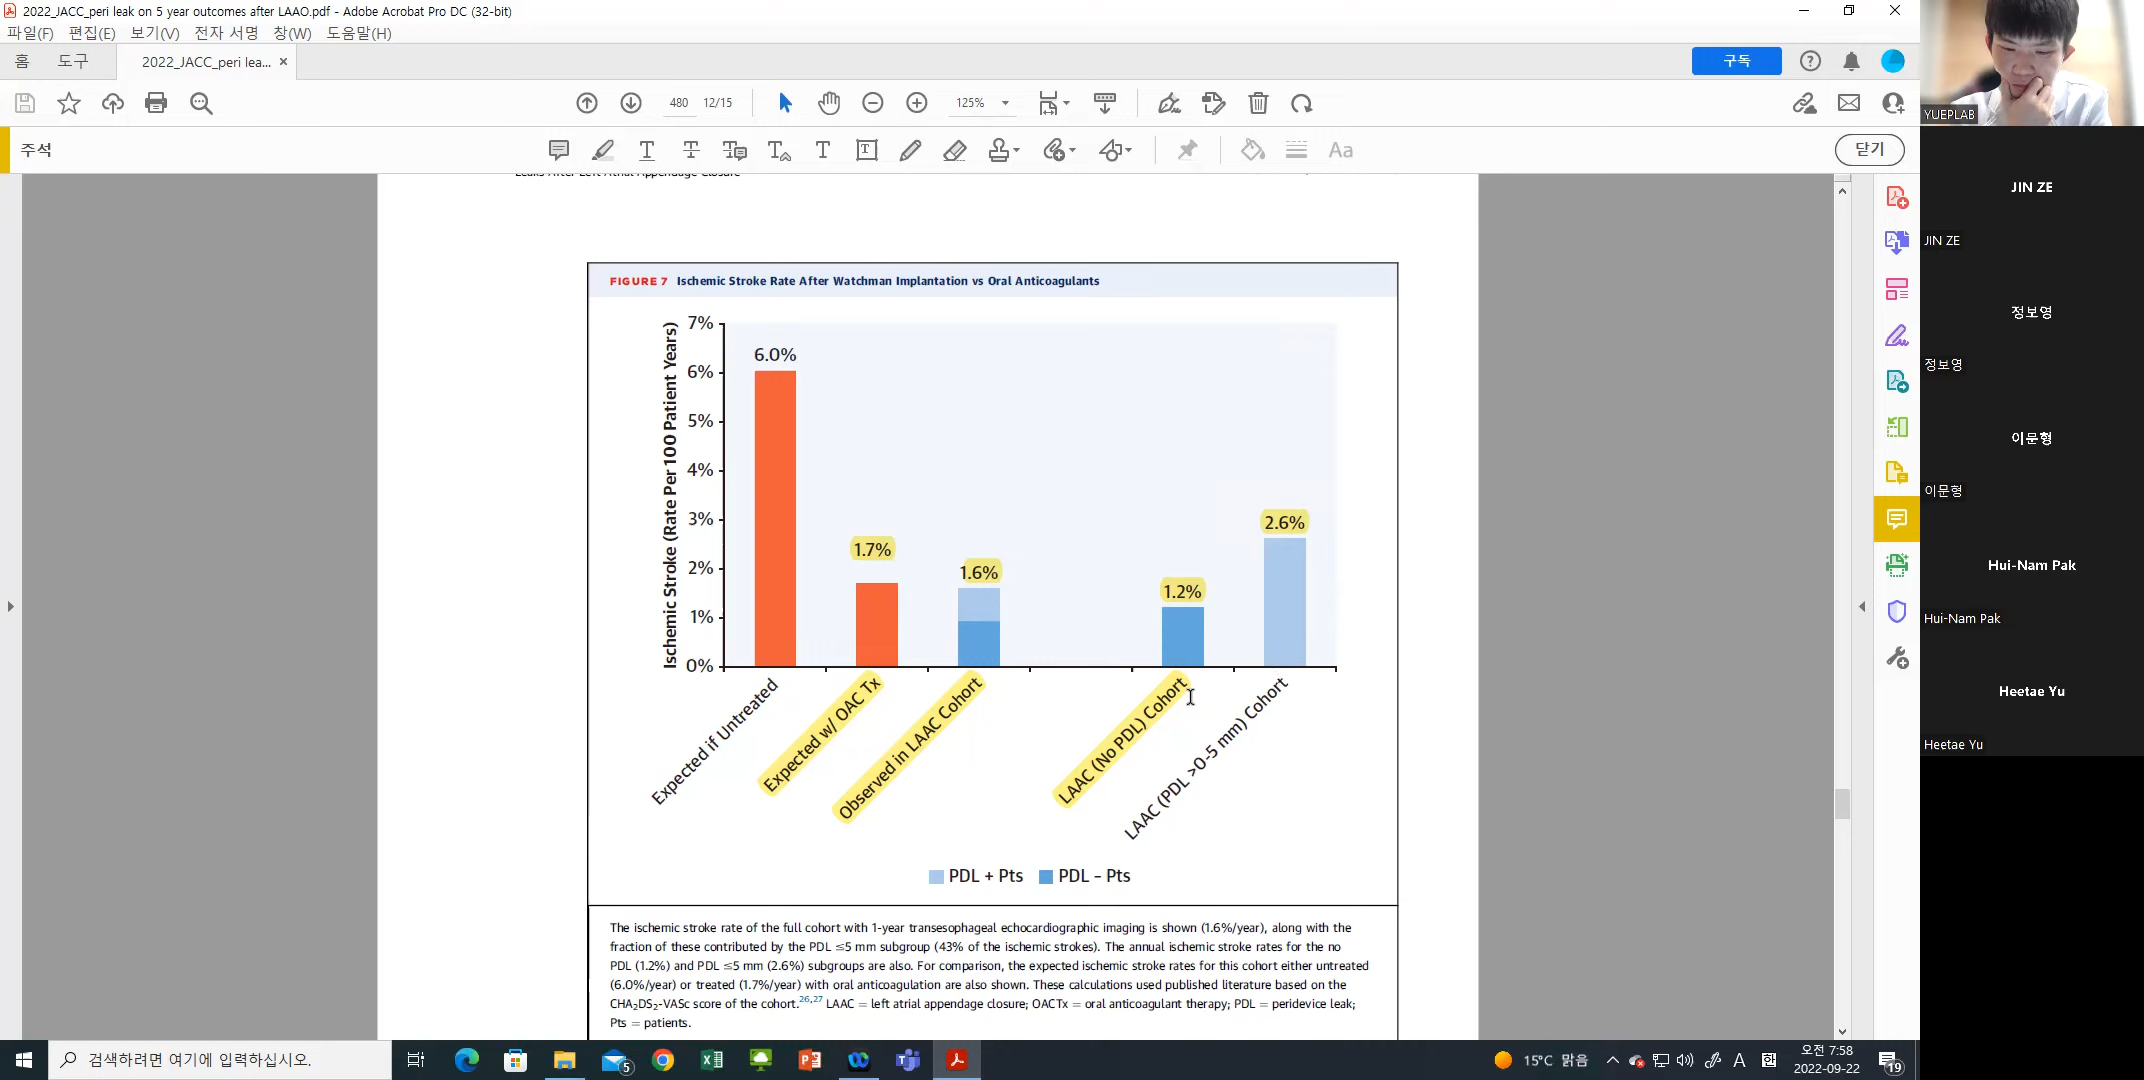 2022_JACC_peri leak on 5 year outcomes after LAAO.pdf - Adobe Acrobat Pro DC (32-bit)
파일(F) 편집(E) 보기(V) 전자 서명 창(W) 도움말(H)
홈 도구 2022_JACC_peri lea... × 구독
480 12/15 125%
주석 닫기
Leaks After Left Atrial Appendage Closure
FIGURE 7 Ischemic Stroke Rate After Watchman Implantation vs Oral Anticoagulants
Ischemic Stroke (Rate Per 100 Patient Years)
7%
6%
5%
4%
3%
2%
1%
0%
6.0%
1.7%
1.6%
1.2%
2.6%
Expected if Untreated
Expected w/ OAC Tx
Observed in LAAC Cohort
LAAC (No PDL) Cohort
LAAC (PDL >0-5 mm) Cohort
PDL + Pts PDL – Pts
The ischemic stroke rate of the full cohort with 1-year transesophageal echocardiographic imaging is shown (1.6%/year), along with the
fraction of these contributed by the PDL ≤5 mm subgroup (43% of the ischemic strokes). The annual ischemic stroke rates for the no
PDL (1.2%) and PDL ≤5 mm (2.6%) subgroups are also. For comparison, the expected ischemic stroke rates for this cohort either untreated
(6.0%/year) or treated (1.7%/year) with oral anticoagulation are also shown. These calculations used published literature based on the
CHA2DS2-VASc score of the cohort.26,27 LAAC = left atrial appendage closure; OACTx = oral anticoagulant therapy; PDL = peridevice leak;
Pts = patients.
YUEPLAB
JIN ZE
JIN ZE
정보영
정보영
이문형
이문형
Hui-Nam Pak
Hui-Nam Pak
Heetae Yu
Heetae Yu
검색하려면 여기에 입력하십시오.
5
15°C 맑음
A 한
오전 7:58
2022-09-22
19